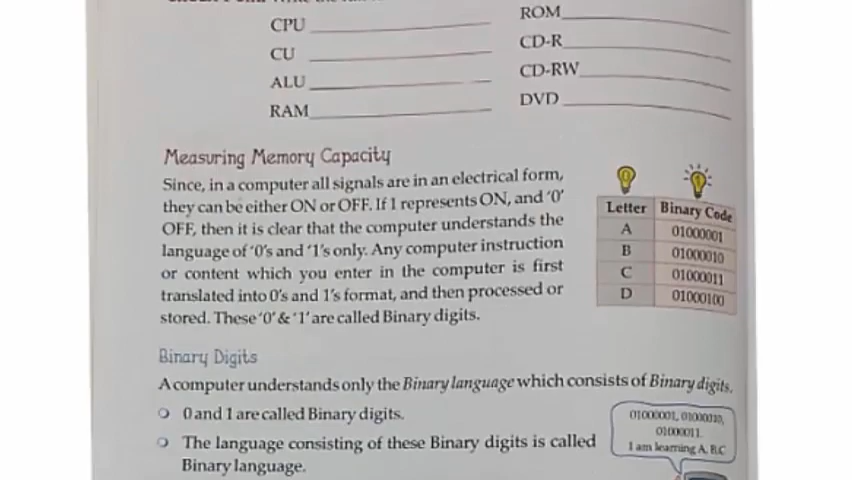 CPU
CU
ALU
RAM
ROM
CD-R
CD-RW
DVD
Measuring Memory Capacity
Since, in a computer all signals are in an electrical form,
they can be either ON or OFF. If 1 represents ON, and '0'
OFF, then it is clear that the computer understands the
language of '0's and '1's only. Any computer instruction
or content which you enter in the computer is first
translated into 0's and 1's format, and then processed or
stored. These '0' & '1' are called Binary digits.
0 1
Letter Binary Code
A 01000001
B 01000010
C 01000011
D 01000100
Binary Digits
A computer understands only the Binary language which consists of Binary digits.
0 and 1 are called Binary digits.
The language consisting of these Binary digits is called
Binary language.
01000001, 01000010,
01000011.
I am learning A, B,C